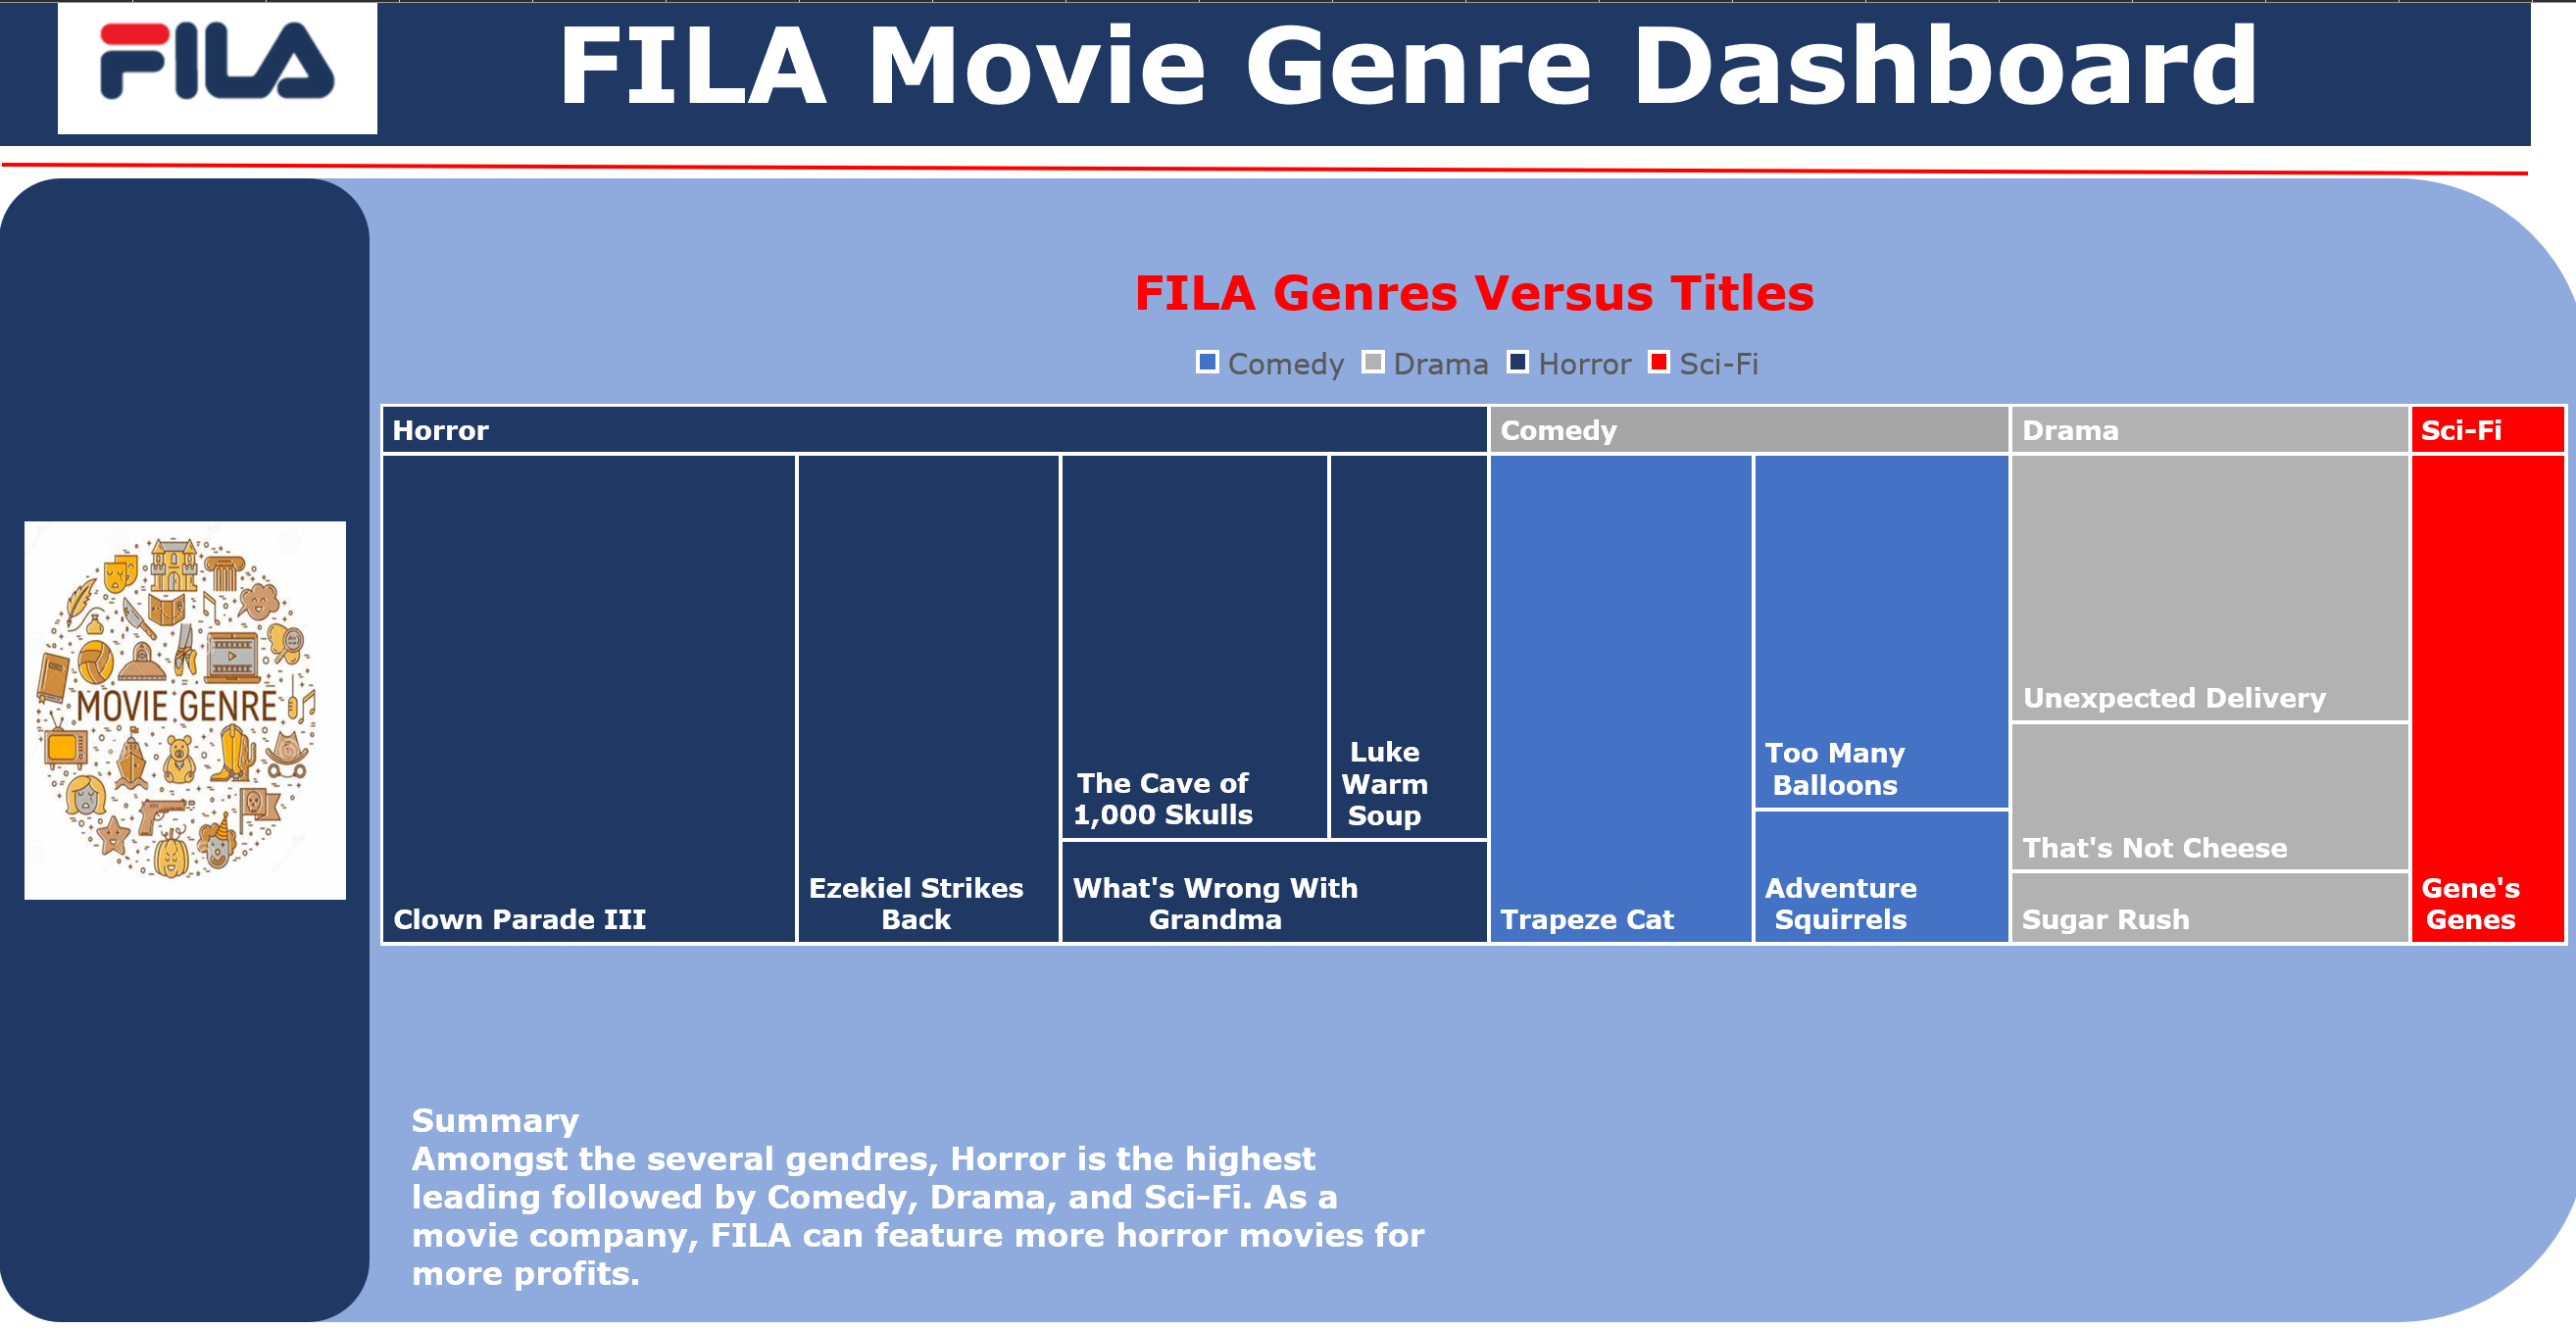 FILA
FILA Movie Genre Dashboard
MOVIE GENRE
FILA Genres Versus Titles
Comedy Drama Horror Sci-Fi
Horror
Comedy
Drama
Sci-Fi
Clown Parade III
Ezekiel Strikes
Back
The Cave of
1,000 Skulls
Luke
Warm
Soup
What's Wrong With
Grandma
Trapeze Cat
Too Many
Balloons
Adventure
Squirrels
Unexpected Delivery
That's Not Cheese
Sugar Rush
Gene's
Genes
Summary
Amongst the several gendres, Horror is the highest
leading followed by Comedy, Drama, and Sci-Fi. As a
movie company, FILA can feature more horror movies for
more profits.